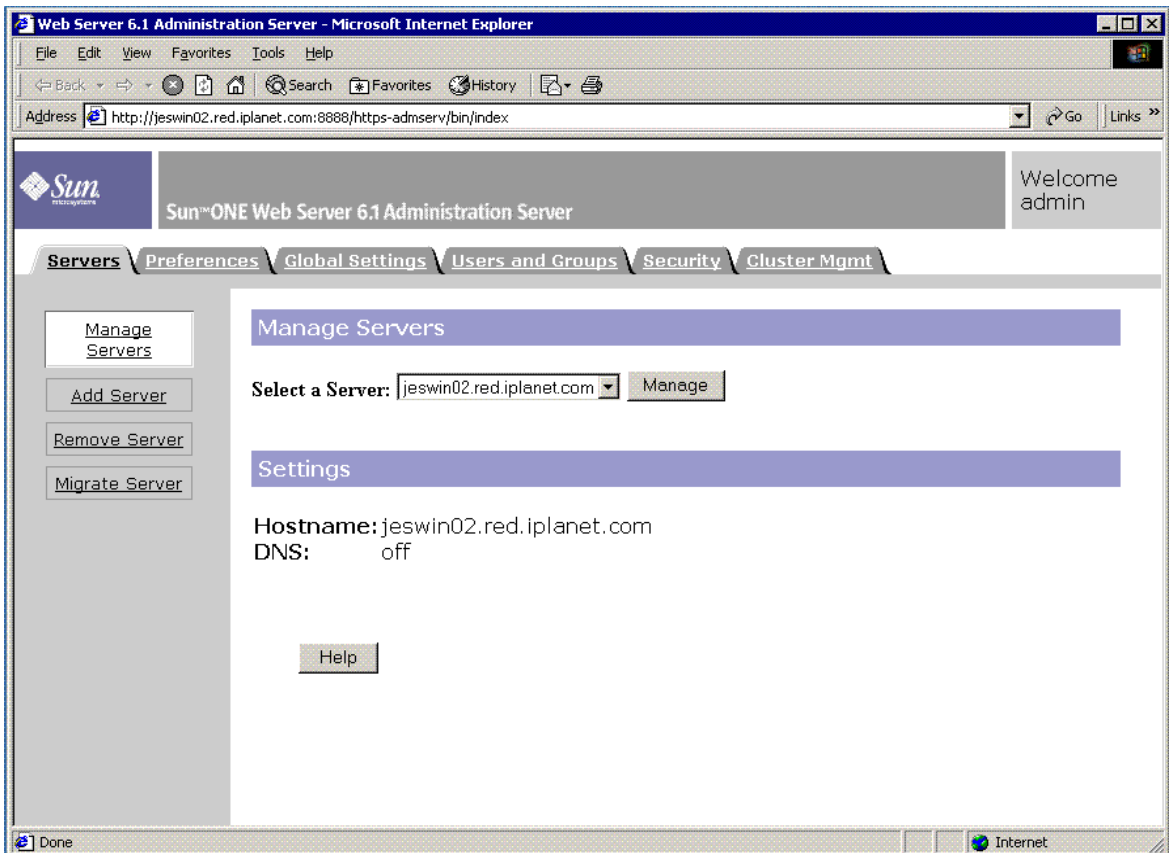 Web Server 6.1 Administration Server - Microsoft Internet Explorer
File Edit View Favorites Tools Help
Back Search Favorites History
Address http://jeswin02.red.iplanet.com:8888/https-admserv/bin/index Go Links »
Sun
microsystems
Sun™ONE Web Server 6.1 Administration Server
Welcome
admin
Servers Preferences Global Settings Users and Groups Security Cluster Mgmt
Manage
Servers
Add Server
Remove Server
Migrate Server
Manage Servers
Select a Server: jeswin02.red.iplanet.com Manage
Settings
Hostname: jeswin02.red.iplanet.com
DNS: off
Help
Done Internet